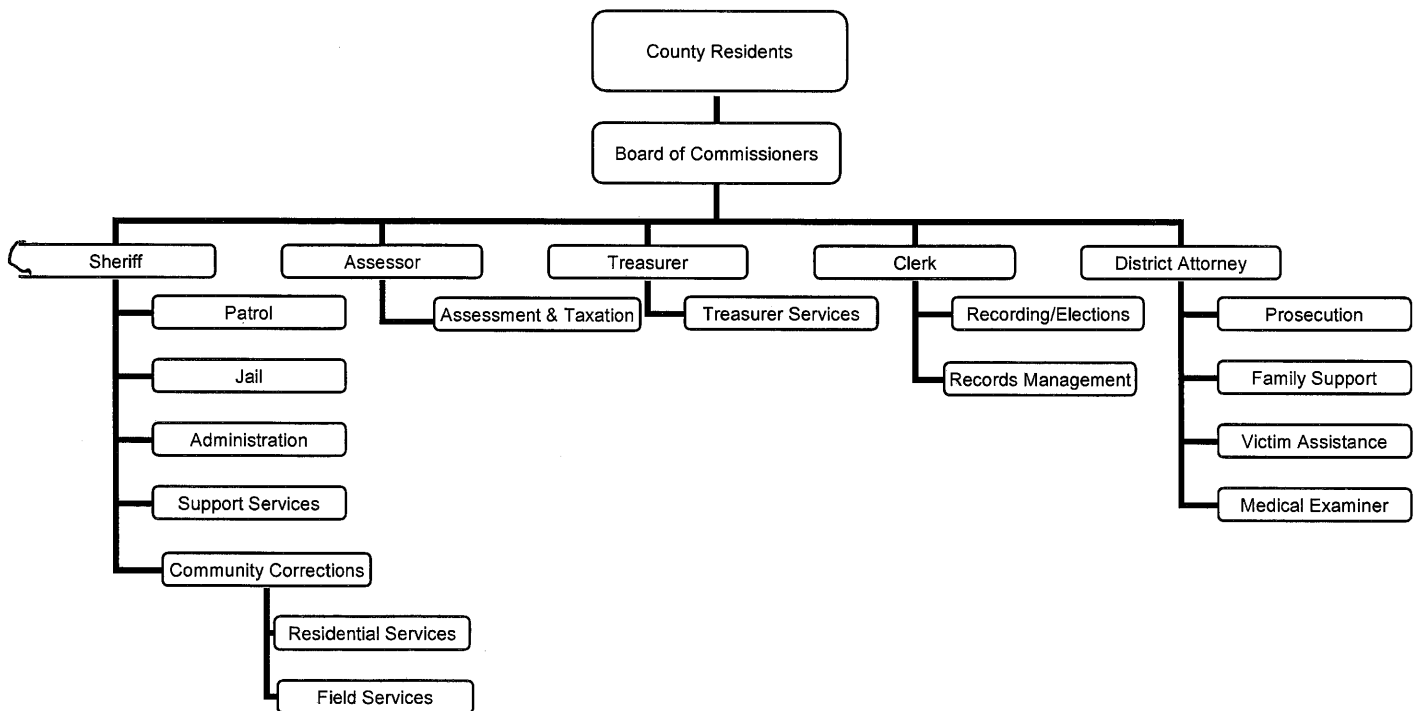 County Residents
Board of Commissioners
Sheriff
Assessor
Treasurer
Clerk
District Attorney
Patrol
Assessment & Taxation
Treasurer Services
Recording/Elections
Prosecution
Jail
Records Management
Family Support
Administration
Victim Assistance
Support Services
Medical Examiner
Community Corrections
Residential Services
Field Services